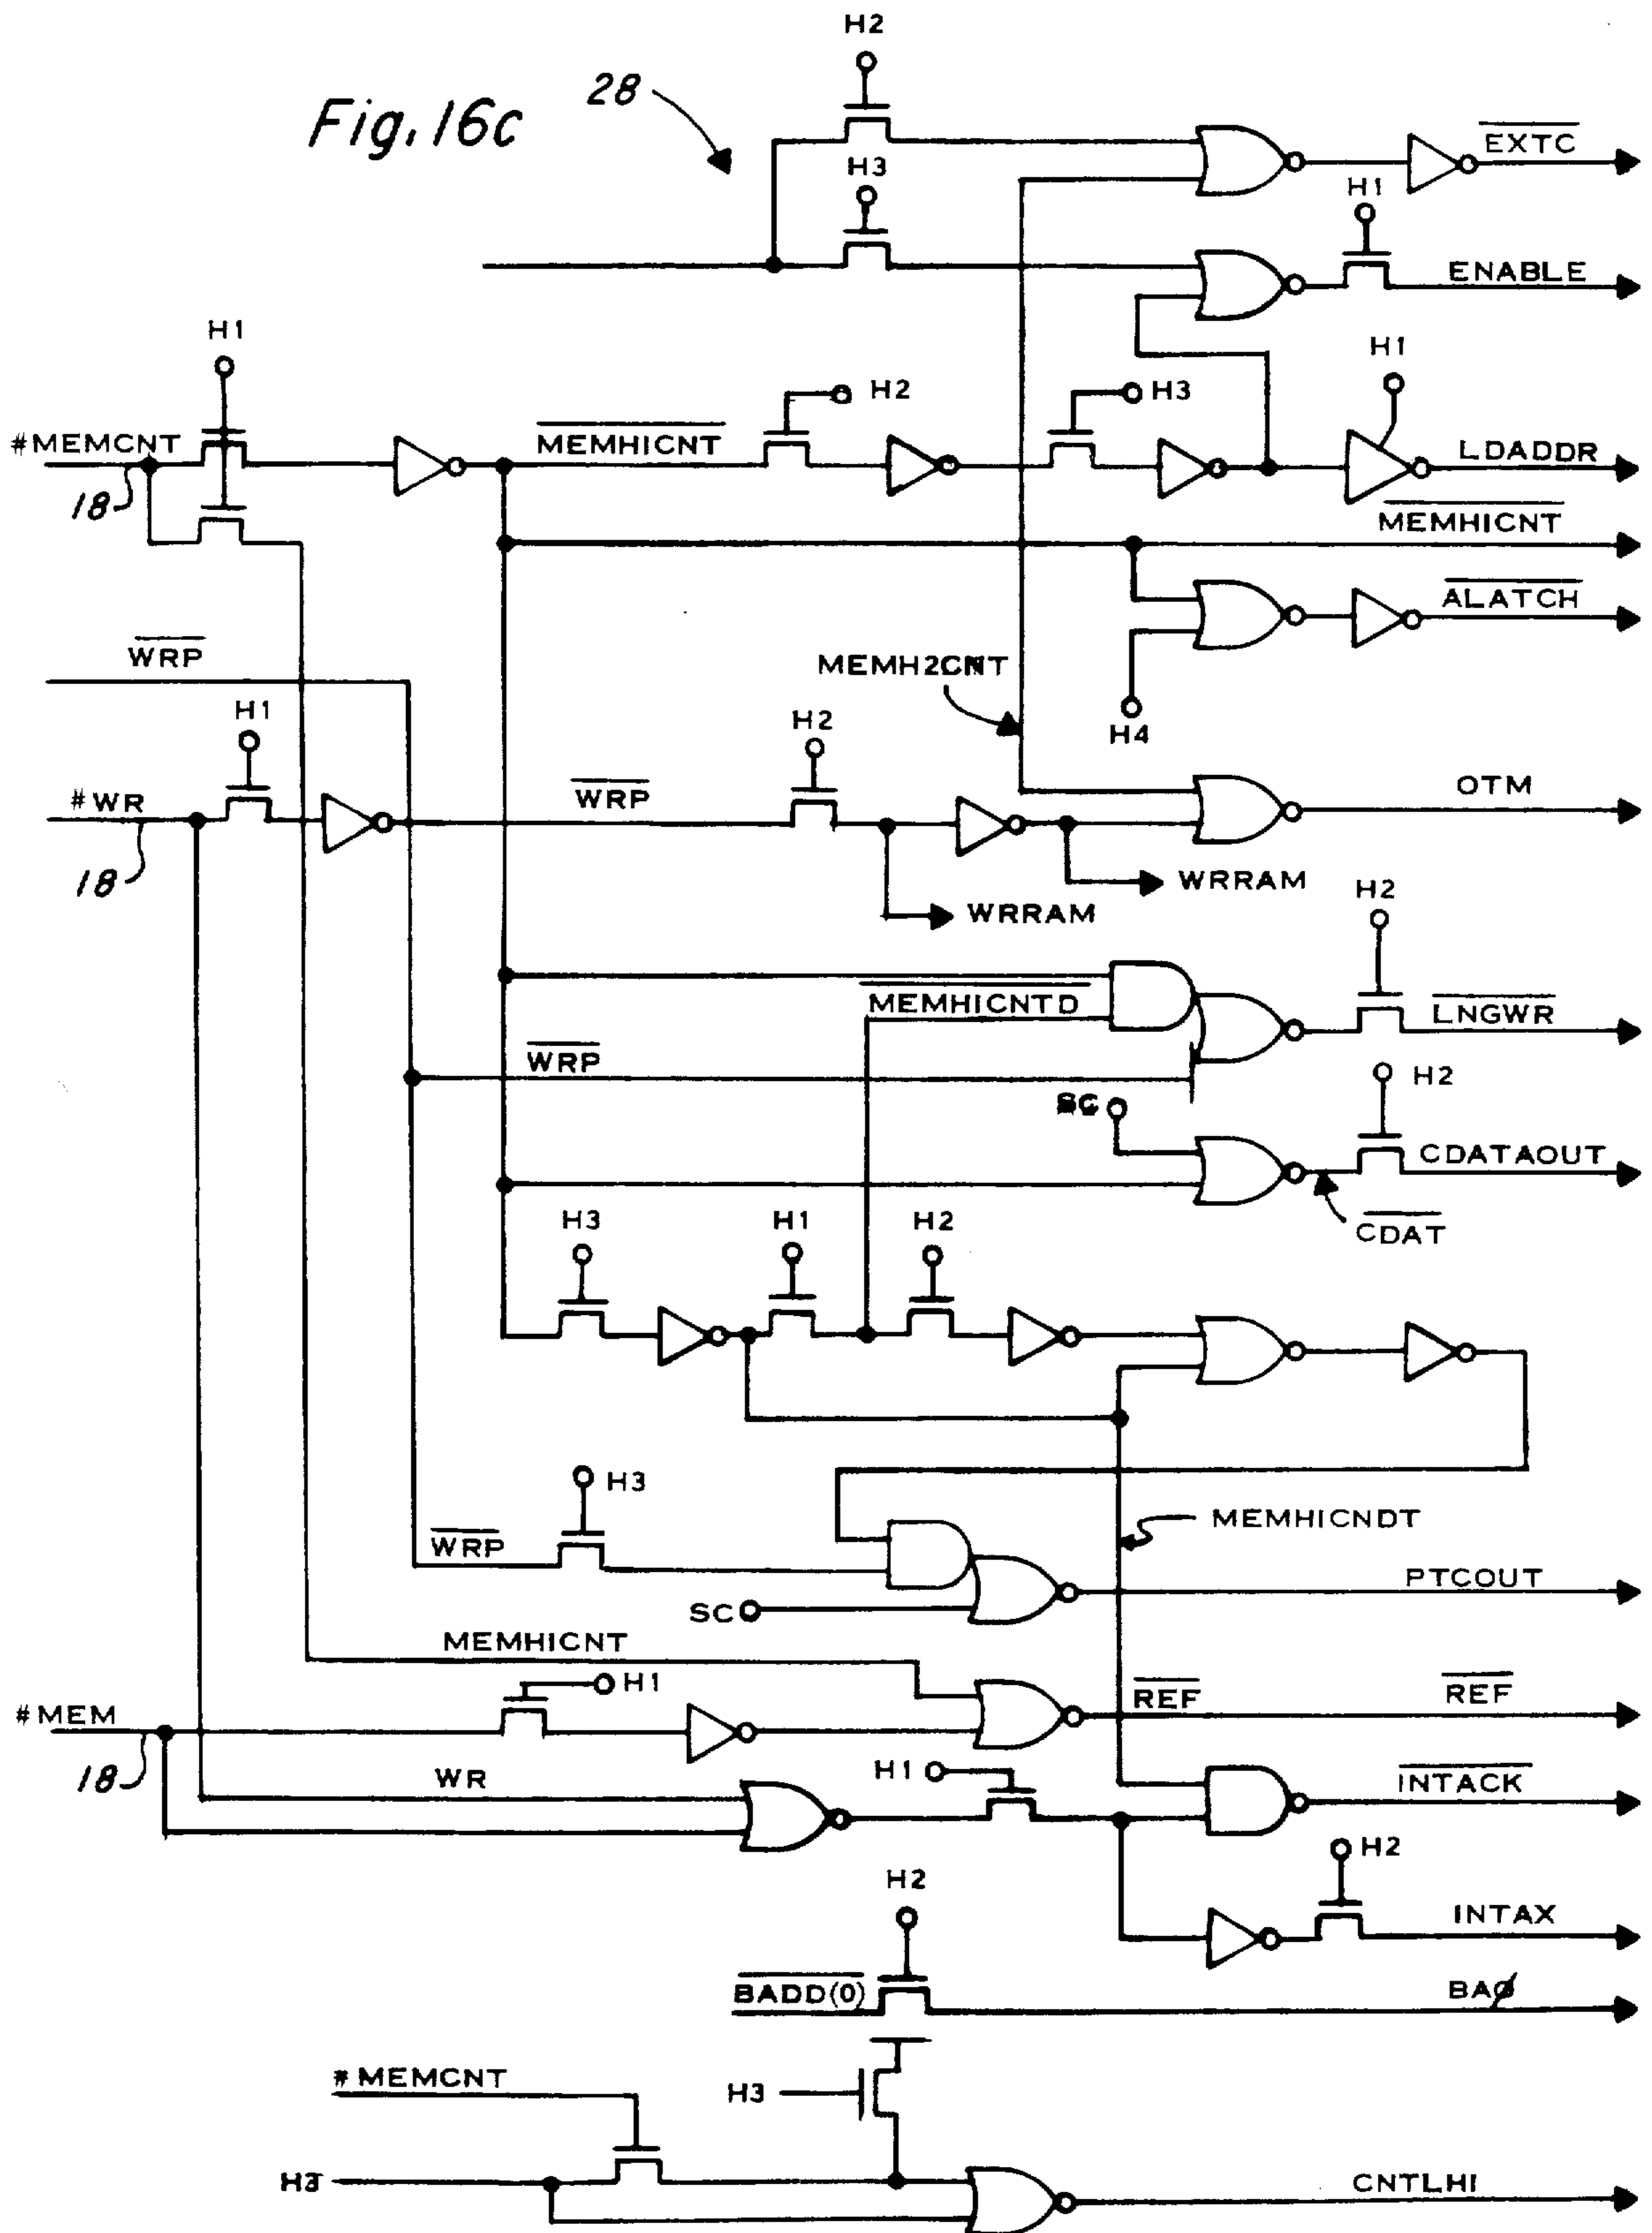 H2
Fig. 16c
28
EXTC
H3
H1
ENABLE
H1
H1
H2
H3
#MEMCNT
MEMHICNT
LDADDR
18
MEMHICNT
ALATCH
WRP
MEMH2CNT
H1
H2
H4
#WR
WRP
OTM
18
WRRAM
H2
WRRAM
MEMHICNTD
LNGWR
WRP
H2
SC
CDATAOUT
H3
H1
H2
CDAT
H3
MEMHICNDT
WRP
PTCOUT
SC
MEMHICNT
H1
#MEM
REF
REF
18
WR
H1
INTACK
H2
H2
INTAX
BADD(0)
BAØ
#MEMCNT
H3
H3
CNTLHI